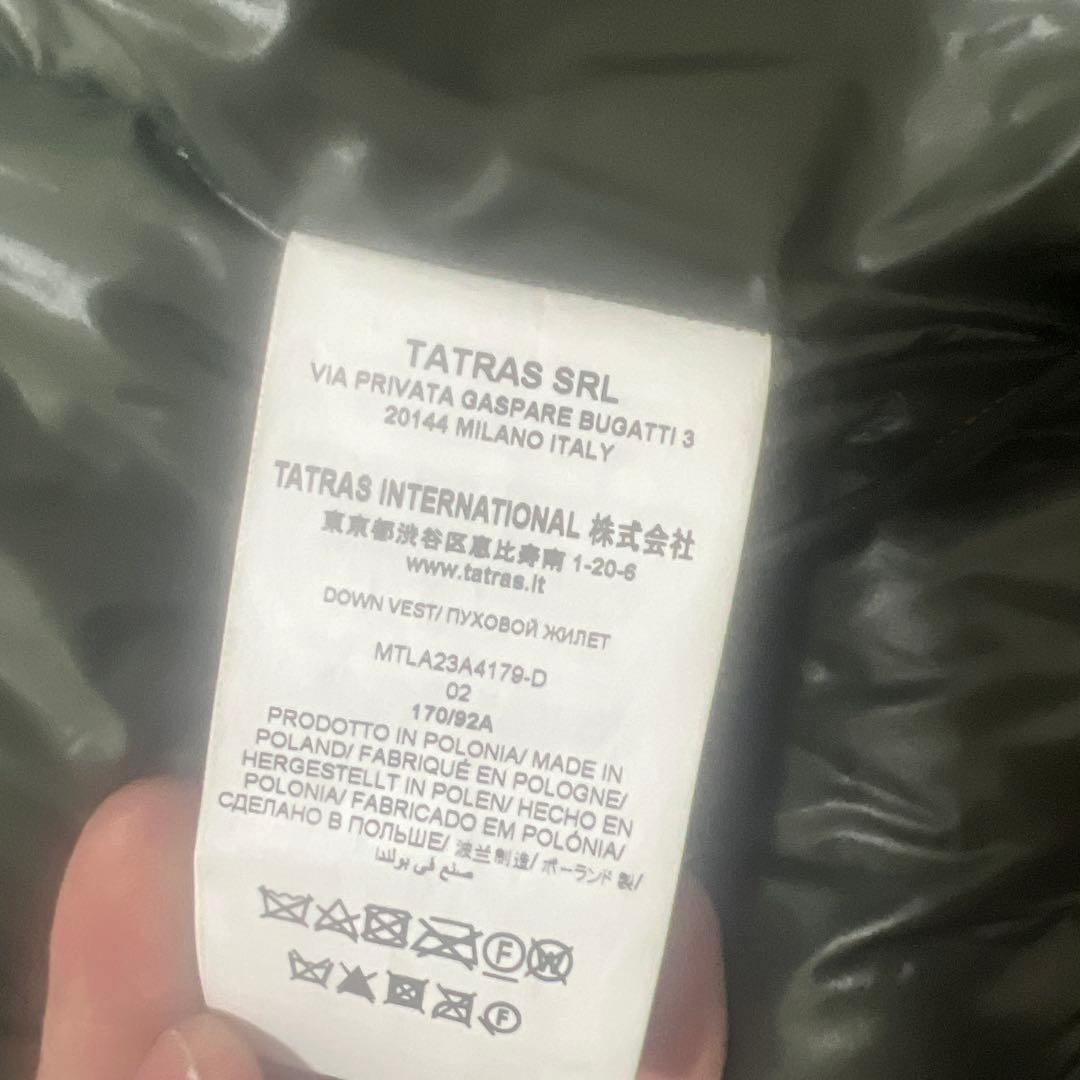 TATRAS SRL
VIA PRIVATA GASPARE BUGATTI 3
20144 MILANO ITALY
TATRAS INTERNATIONAL 株式会社
東京都渋谷区恵比寿南 1-20-6
www.tatras.it
DOWN VEST/ ПУХОВОЙ ЖИЛЕТ
MTLA23A4179-D
02
170/92A
PRODOTTO IN POLONIA/ MADE IN
POLAND/ FABRIQUÉ EN POLOGNE/
HERGESTELLT IN POLEN/ HECHO EN
POLONIA/ FABRICADO EM POLÓNIA/
СДЕЛАНО В ПОЛЬШЕ/ 波兰制造/ ポーランド製/
صنع في بولندا
F W
F